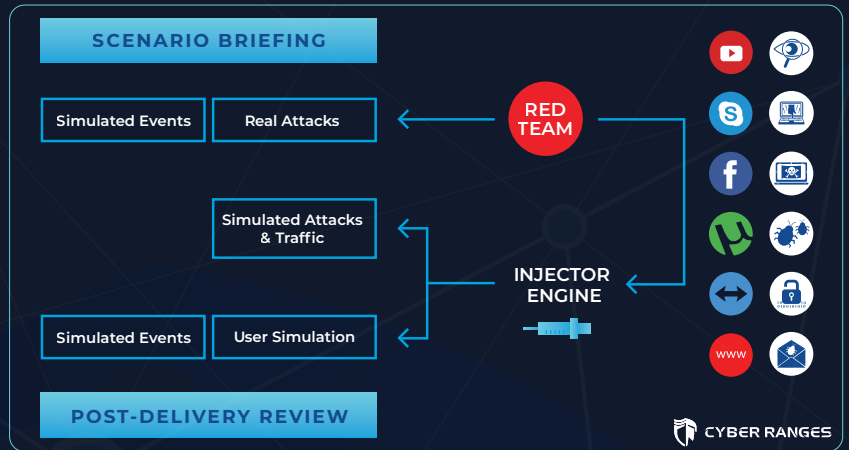 SCENARIO BRIEFING
Simulated Events
Real Attacks
RED
TEAM
Simulated Attacks
& Traffic
INJECTOR
ENGINE
Simulated Events
User Simulation
www
POST-DELIVERY REVIEW
CYBER RANGES